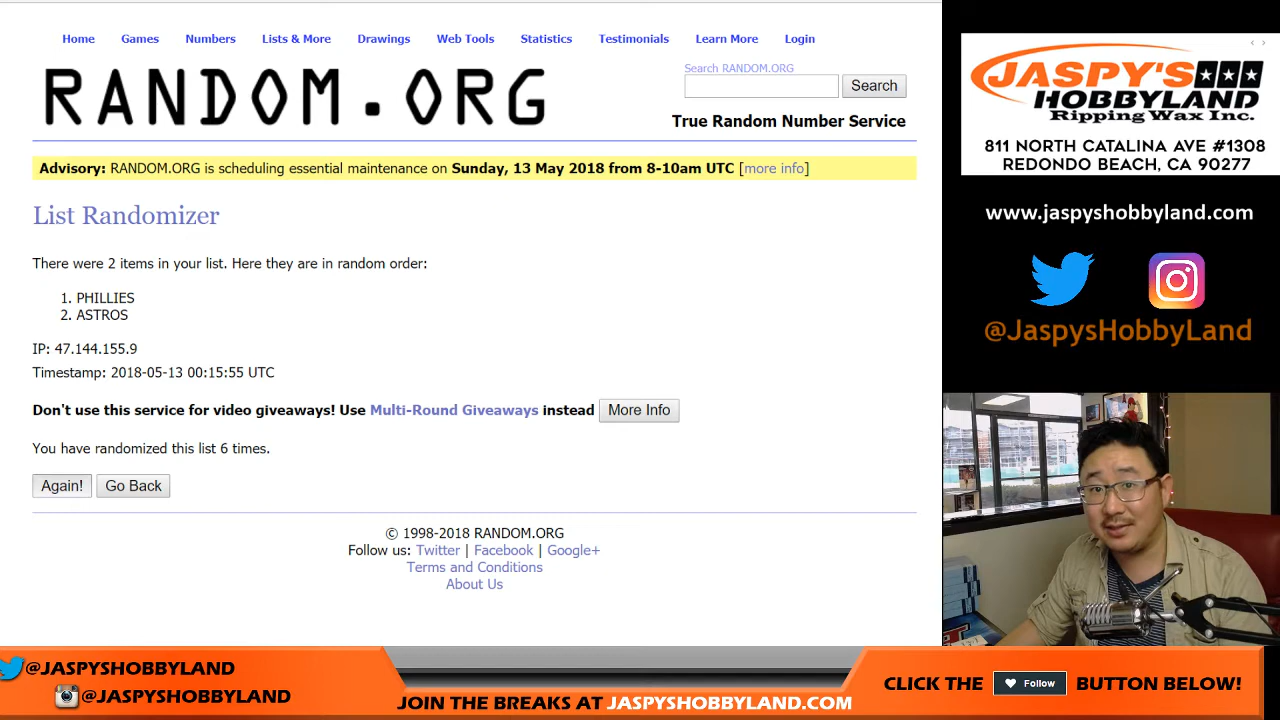 Home Games Numbers Lists & More Drawings Web Tools Statistics Testimonials Learn More Login
RANDOM.ORG
Search RANDOM.ORG
Search
True Random Number Service
Advisory: RANDOM.ORG is scheduling essential maintenance on Sunday, 13 May 2018 from 8-10am UTC [more info]
List Randomizer
There were 2 items in your list. Here they are in random order:
1. PHILLIES
2. ASTROS
IP: 47.144.155.9
Timestamp: 2018-05-13 00:15:55 UTC
Don't use this service for video giveaways! Use Multi-Round Giveaways instead More Info
You have randomized this list 6 times.
Again! Go Back
© 1998-2018 RANDOM.ORG
Follow us: Twitter | Facebook | Google+
Terms and Conditions
About Us
JASPY'S
HOBBYLAND
Ripping Wax Inc.
811 NORTH CATALINA AVE #1308
REDONDO BEACH, CA 90277
www.jaspyshobbyland.com
@JaspysHobbyLand
@JASPYSHOBBYLAND
@JASPYSHOBBYLAND
JOIN THE BREAKS AT JASPYSHOBBYLAND.COM
CLICK THE Follow BUTTON BELOW!